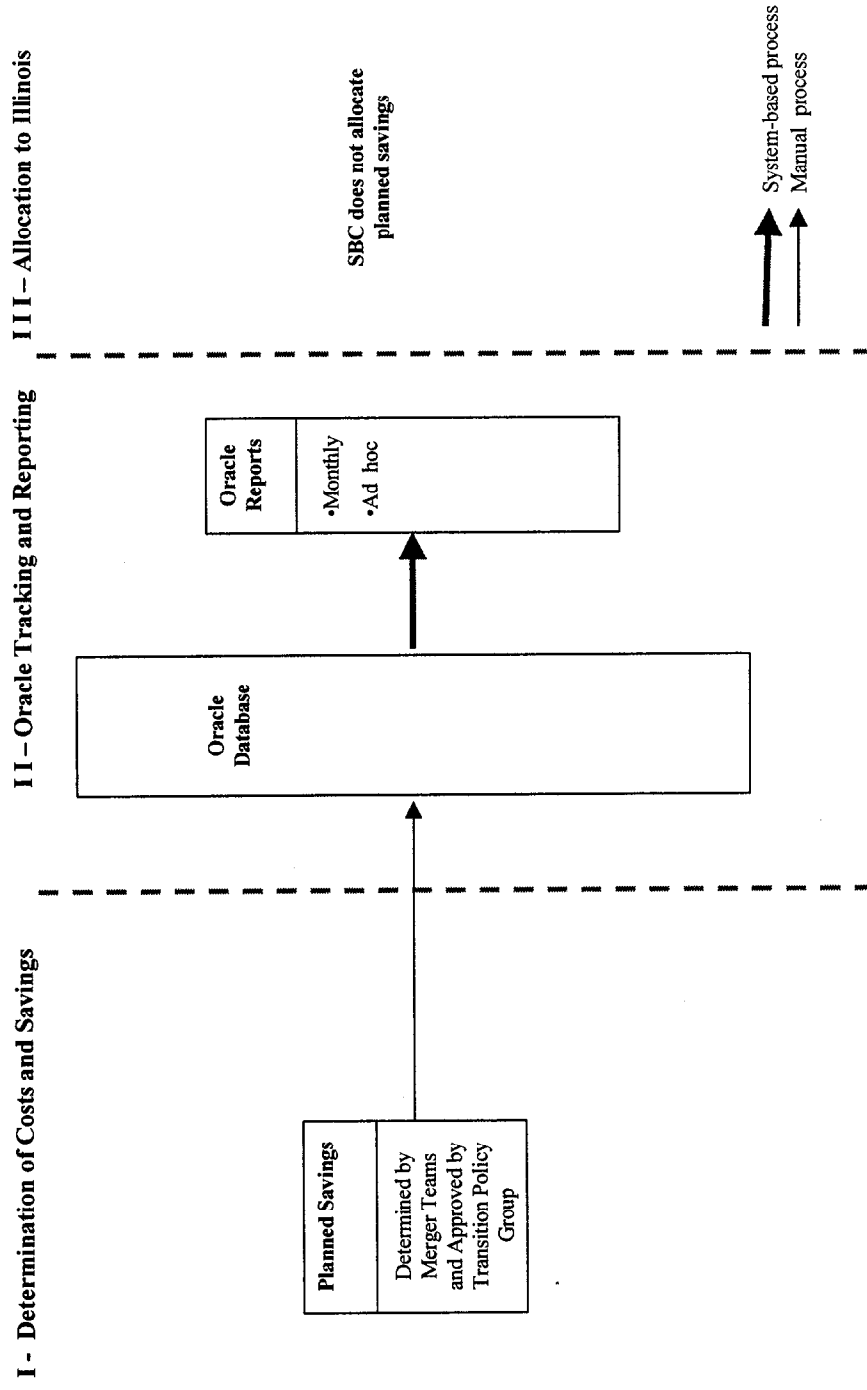 I - Determination of Costs and Savings
II – Oracle Tracking and Reporting
III – Allocation to Illinois
Planned Savings
Determined by
Merger Teams
and Approved by
Transition Policy
Group
Oracle
Database
Oracle
Reports
•Monthly
•Ad hoc
SBC does not allocate
planned savings
System-based process
Manual process